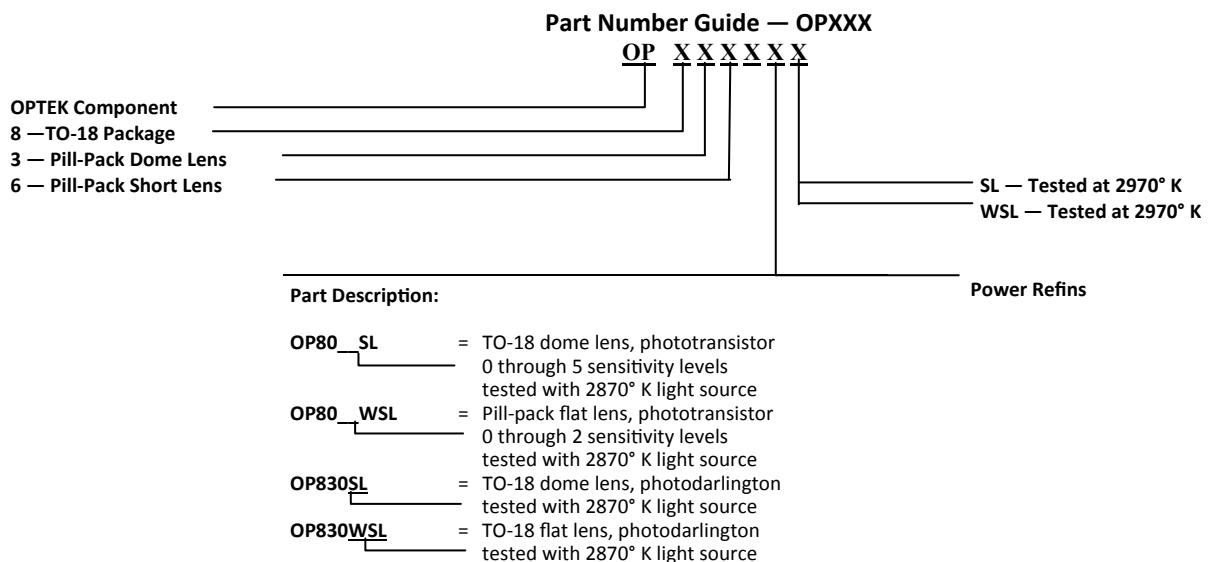 Part Number Guide — OPXXX
OP X X X X X X
OPTEK Component
8 —TO-18 Package
3 — Pill-Pack Dome Lens
6 — Pill-Pack Short Lens
SL — Tested at 2970° K
WSL — Tested at 2970° K
Power Refins
Part Description:
OP80__SL = TO-18 dome lens, phototransistor
0 through 5 sensitivity levels
tested with 2870° K light source
OP80__WSL = Pill-pack flat lens, phototransistor
0 through 2 sensitivity levels
tested with 2870° K light source
OP830SL = TO-18 dome lens, photodarlington
tested with 2870° K light source
OP830WSL = TO-18 flat lens, photodarlington
tested with 2870° K light source